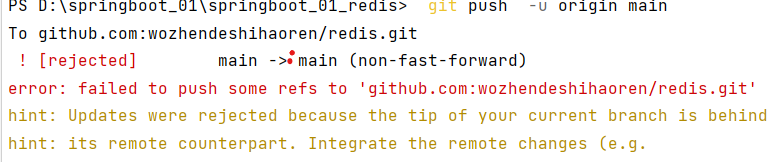 PS D:\springboot_01\springboot_01_redis> git push -u origin main
To github.com:wozhendeshihaoren/redis.git
! [rejected] main -> main (non-fast-forward)
error: failed to push some refs to 'github.com:wozhendeshihaoren/redis.git'
hint: Updates were rejected because the tip of your current branch is behind
hint: its remote counterpart. Integrate the remote changes (e.g.